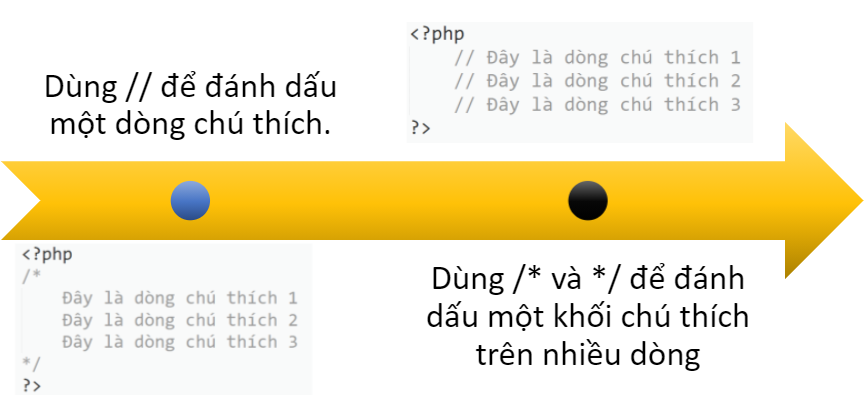 Dùng // để đánh dấu
một dòng chú thích.
<?php
// Đây là dòng chú thích 1
// Đây là dòng chú thích 2
// Đây là dòng chú thích 3
?>
<?php
/*
Đây là dòng chú thích 1
Đây là dòng chú thích 2
Đây là dòng chú thích 3
*/
?>
Dùng /* và */ để đánh
dấu một khối chú thích
trên nhiều dòng